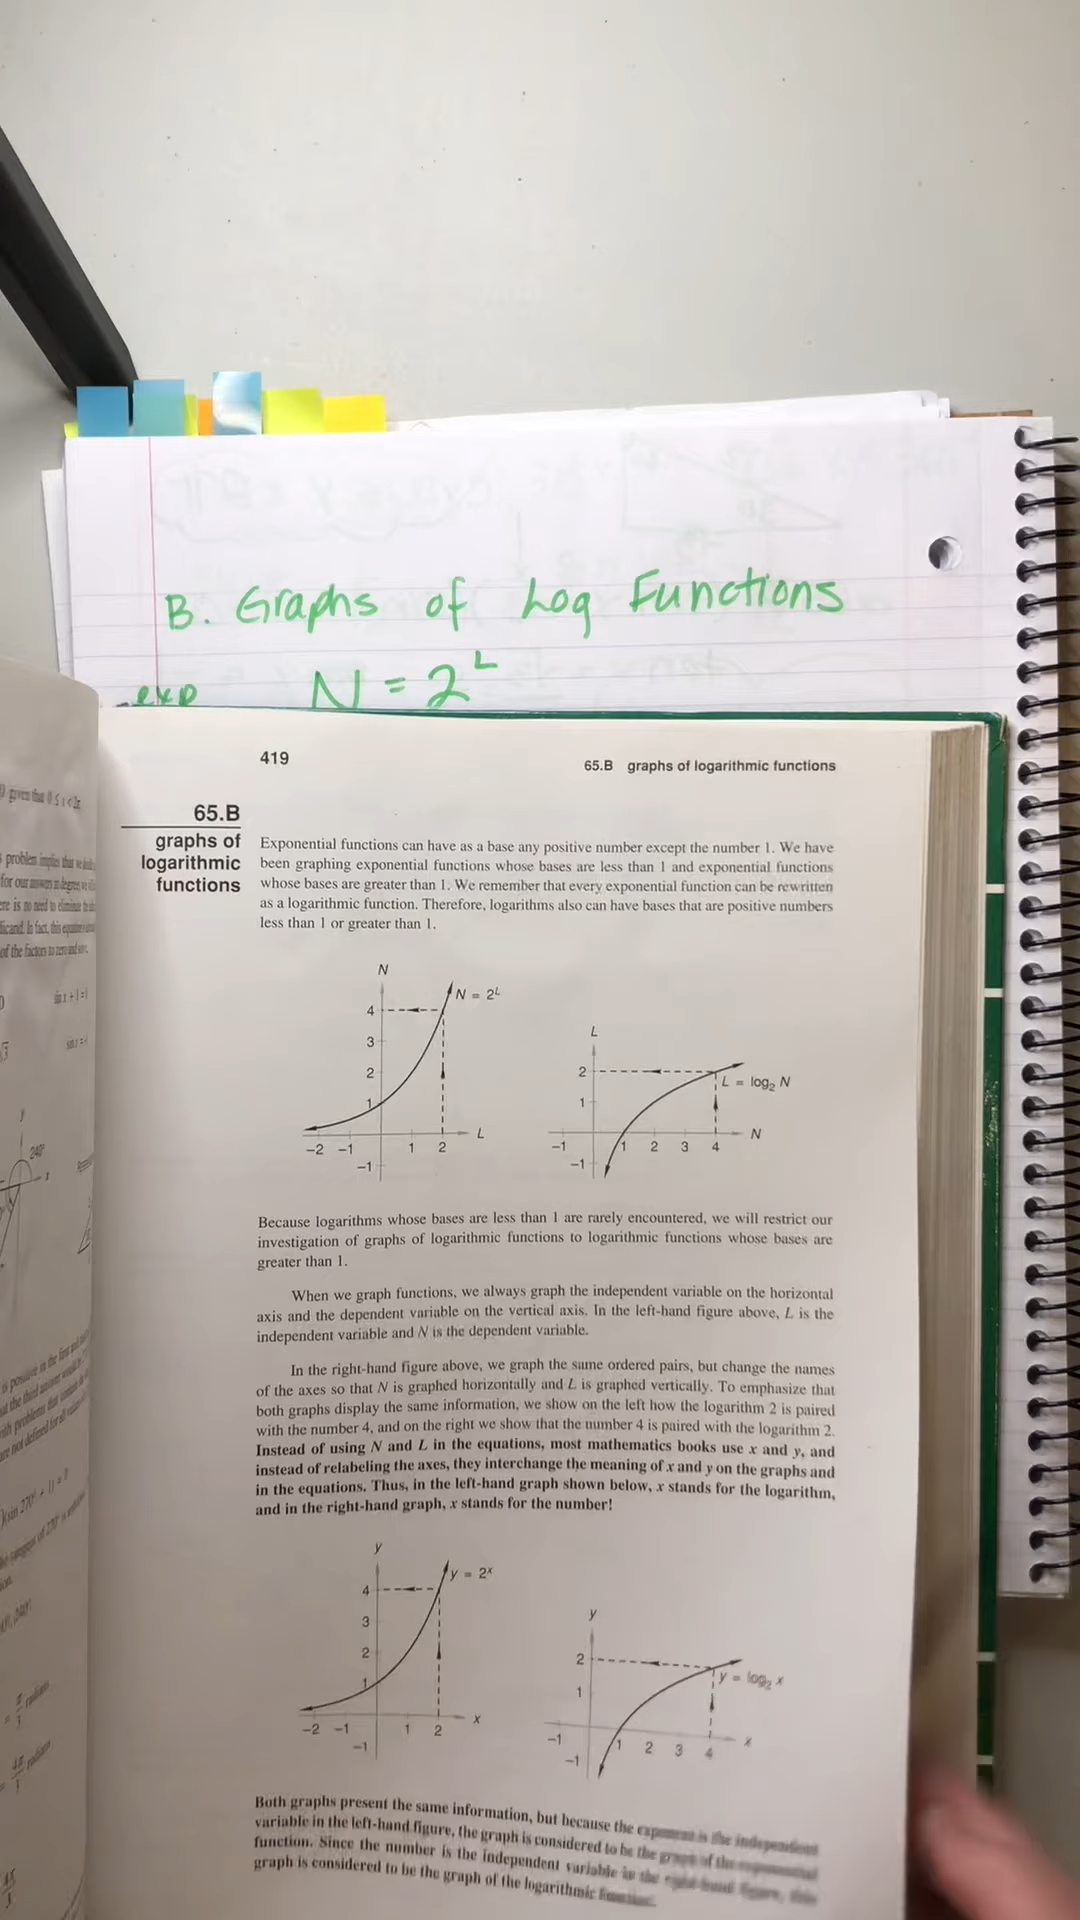 B. Graphs of Log Functions
exp N = 2^L
419
65.B graphs of logarithmic functions
65.B
graphs of
logarithmic
functions
Exponential functions can have as a base any positive number except the number 1. We have
been graphing exponential functions whose bases are less than 1 and exponential functions
whose bases are greater than 1. We remember that every exponential function can be rewritten
as a logarithmic function. Therefore, logarithms also can have bases that are positive numbers
less than 1 or greater than 1.
N
N = 2^L
4
3
2
1
-2 -1 1 2 L
-1
L
2
L = log₂ N
1
-1 1 2 3 4 N
-1
Because logarithms whose bases are less than 1 are rarely encountered, we will restrict our
investigation of graphs of logarithmic functions to logarithmic functions whose bases are
greater than 1.
When we graph functions, we always graph the independent variable on the horizontal
axis and the dependent variable on the vertical axis. In the left-hand figure above, L is the
independent variable and N is the dependent variable.
In the right-hand figure above, we graph the same ordered pairs, but change the names
of the axes so that N is graphed horizontally and L is graphed vertically. To emphasize that
both graphs display the same information, we show on the left how the logarithm 2 is paired
with the number 4, and on the right we show that the number 4 is paired with the logarithm 2.
Instead of using N and L in the equations, most mathematics books use x and y, and
instead of relabeling the axes, they interchange the meaning of x and y on the graphs and
in the equations. Thus, in the left-hand graph shown below, x stands for the logarithm,
and in the right-hand graph, x stands for the number!
y
y = 2^x
4
3
2
1
-2 -1 1 2 x
-1
y
2
y = log₂ x
1
-1 1 2 3 4 x
-1
Both graphs present the same information, but because the exponent is the independent
variable in the left-hand figure, the graph is considered to be the graph of the exponential
function. Since the number is the independent variable in the right-hand figure, this
graph is considered to be the graph of the logarithmic function.